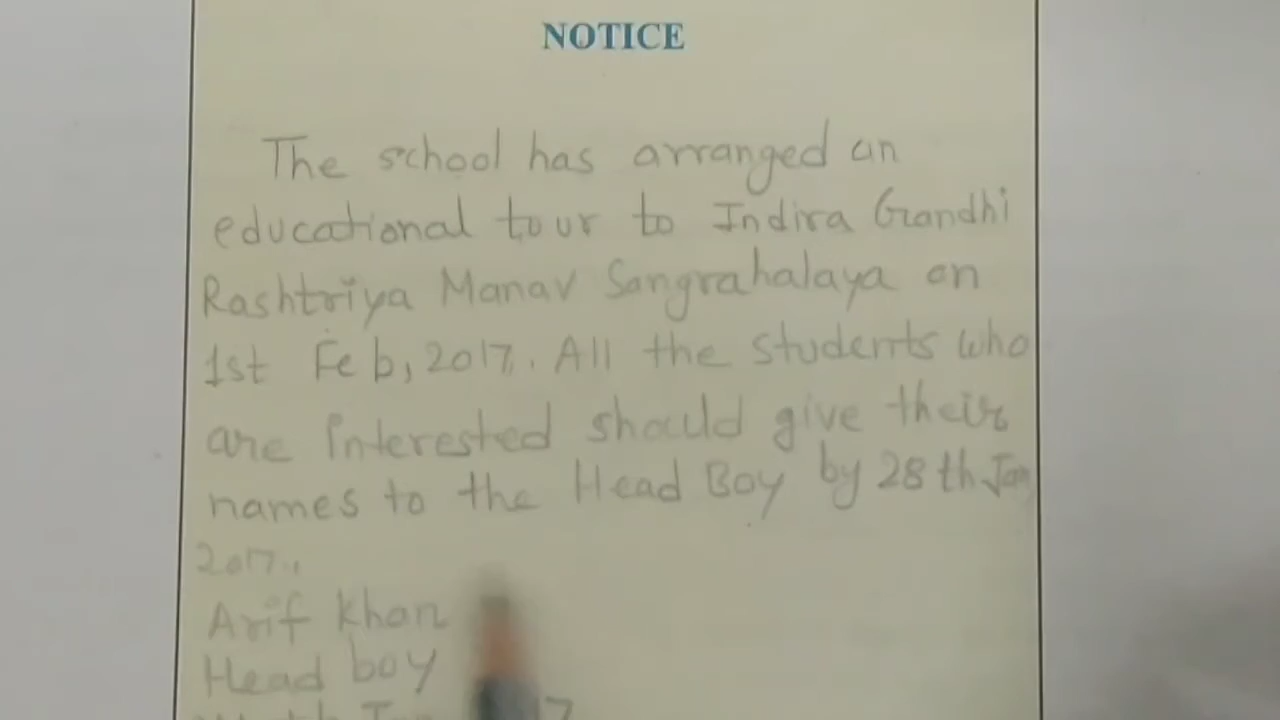 NOTICE
The school has arranged an
educational tour to Indira Grandhi
Rashtriya Manav Sangrahalaya on
1st Feb, 2017. All the students who
are interested should give their
names to the Head Boy by 28th Jan
2017.
Arif Khan
Head boy
Jan